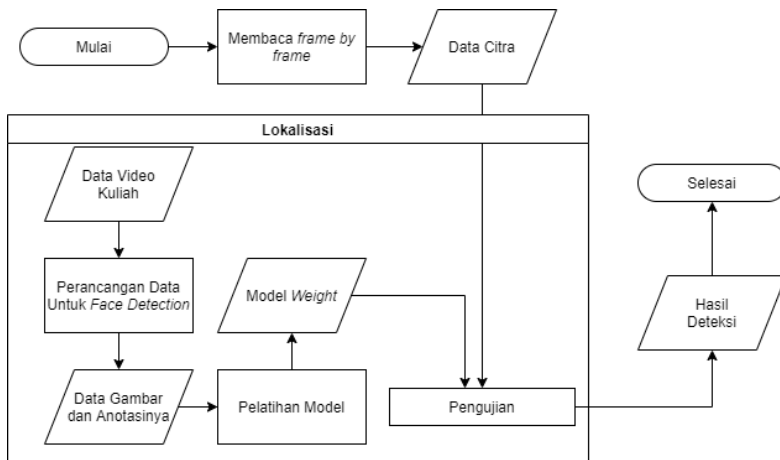 Mulai
Membaca frame by
frame
Data Citra
Lokalisasi
Data Video
Kuliah
Perancangan Data
Untuk Face Detection
Data Gambar
dan Anotasinya
Pelatihan Model
Model Weight
Pengujian
Hasil
Deteksi
Selesai